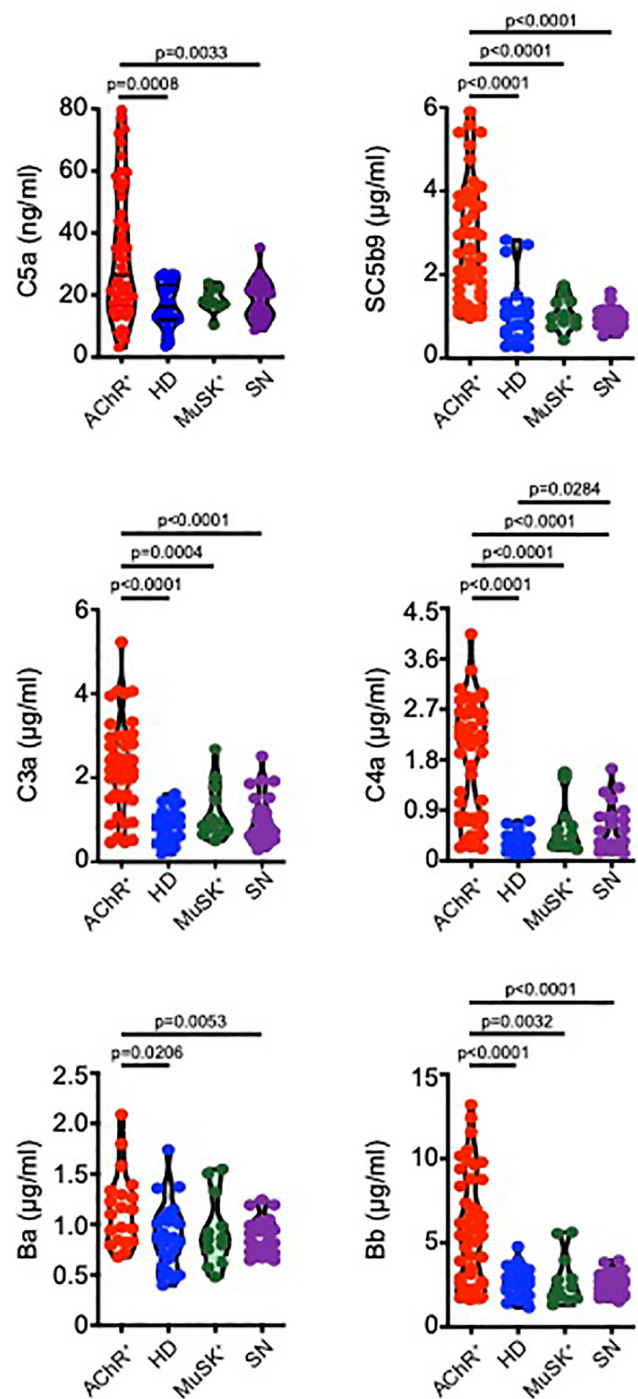 p=0.0033
p=0.0008
C5a (ng/ml)
80
60
40
20
0
AChR⁺ HD MuSK⁺ SN
p<0.0001
p<0.0001
p<0.0001
SC5b9 (µg/ml)
6
4
2
0
AChR⁺ HD MuSK⁺ SN
p<0.0001
p=0.0004
p<0.0001
C3a (µg/ml)
6
4
2
0
AChR⁺ HD MuSK⁺ SN
p=0.0284
p<0.0001
p<0.0001
p<0.0001
C4a (µg/ml)
4.5
3.6
2.7
1.8
0.9
0
AChR⁺ HD MuSK⁺ SN
p=0.0053
p=0.0206
Ba (µg/ml)
2.5
2.0
1.5
1.0
0.5
0
AChR⁺ HD MuSK⁺ SN
p<0.0001
p=0.0032
p<0.0001
Bb (µg/ml)
15
10
5
0
AChR⁺ HD MuSK⁺ SN